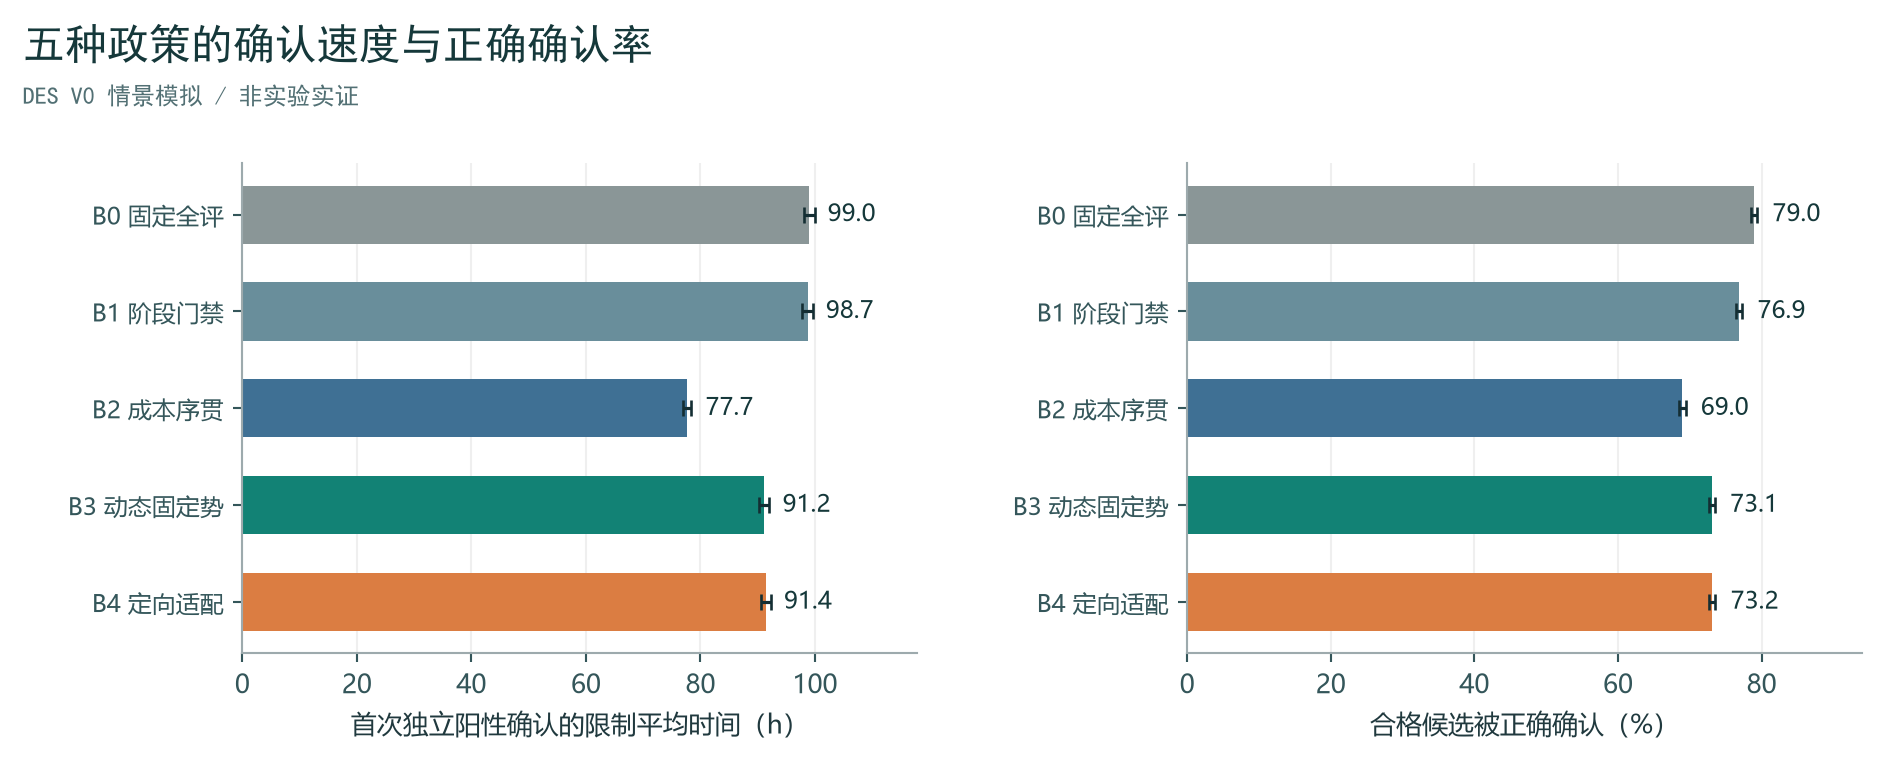 五种政策的确认速度与正确确认率
DES V0 情景模拟 / 非实验实证
B0 固定全评
99.0
B1 阶段门禁
98.7
B2 成本序贯
77.7
B3 动态固定势
91.2
B4 定向适配
91.4
0 20 40 60 80 100
首次独立阳性确认的限制平均时间（h）
B0 固定全评
79.0
B1 阶段门禁
76.9
B2 成本序贯
69.0
B3 动态固定势
73.1
B4 定向适配
73.2
0 20 40 60 80
合格候选被正确确认（%）